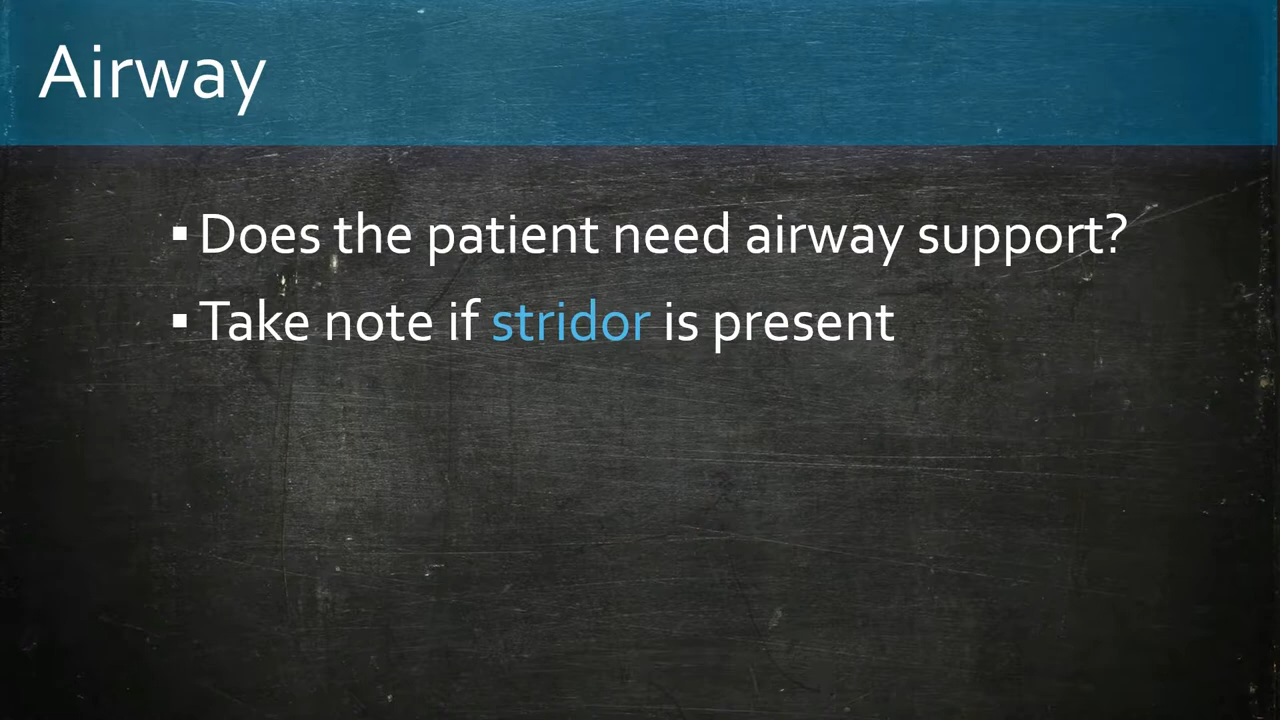 Airway
▪ Does the patient need airway support?
▪ Take note if stridor is present